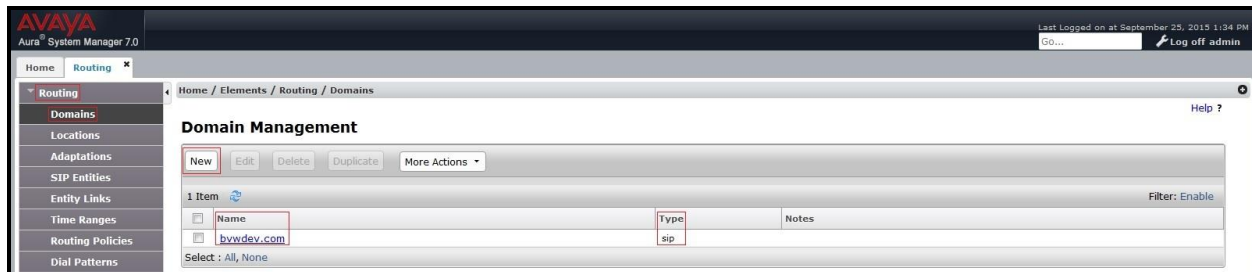 AVAYA
Aura® System Manager 7.0
Last Logged on at September 25, 2015 1:34 PM
Go...
Log off admin
Home
Routing ×
Routing
Domains
Locations
Adaptations
SIP Entities
Entity Links
Time Ranges
Routing Policies
Dial Patterns
Home / Elements / Routing / Domains
Help ?
Domain Management
New Edit Delete Duplicate More Actions
1 Item
Filter: Enable
Name Type Notes
bvwdev.com sip
Select : All, None